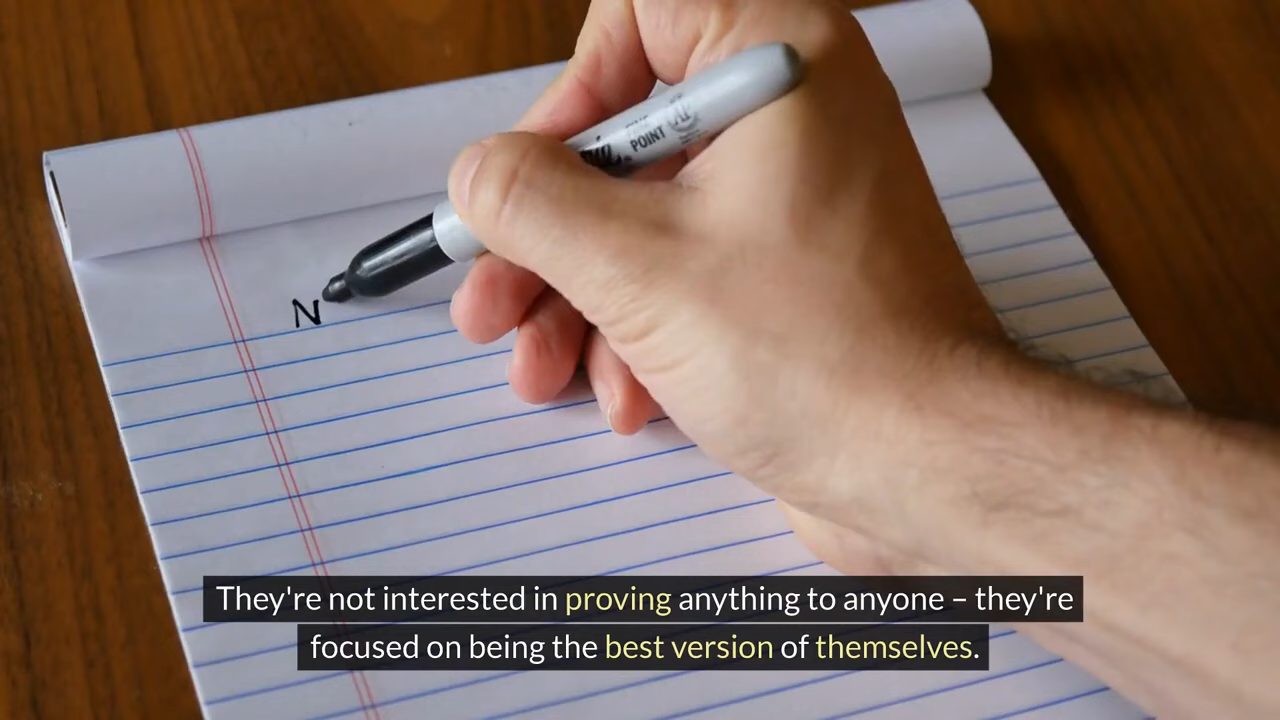 POINT
N
They're not interested in proving anything to anyone – they're
focused on being the best version of themselves.